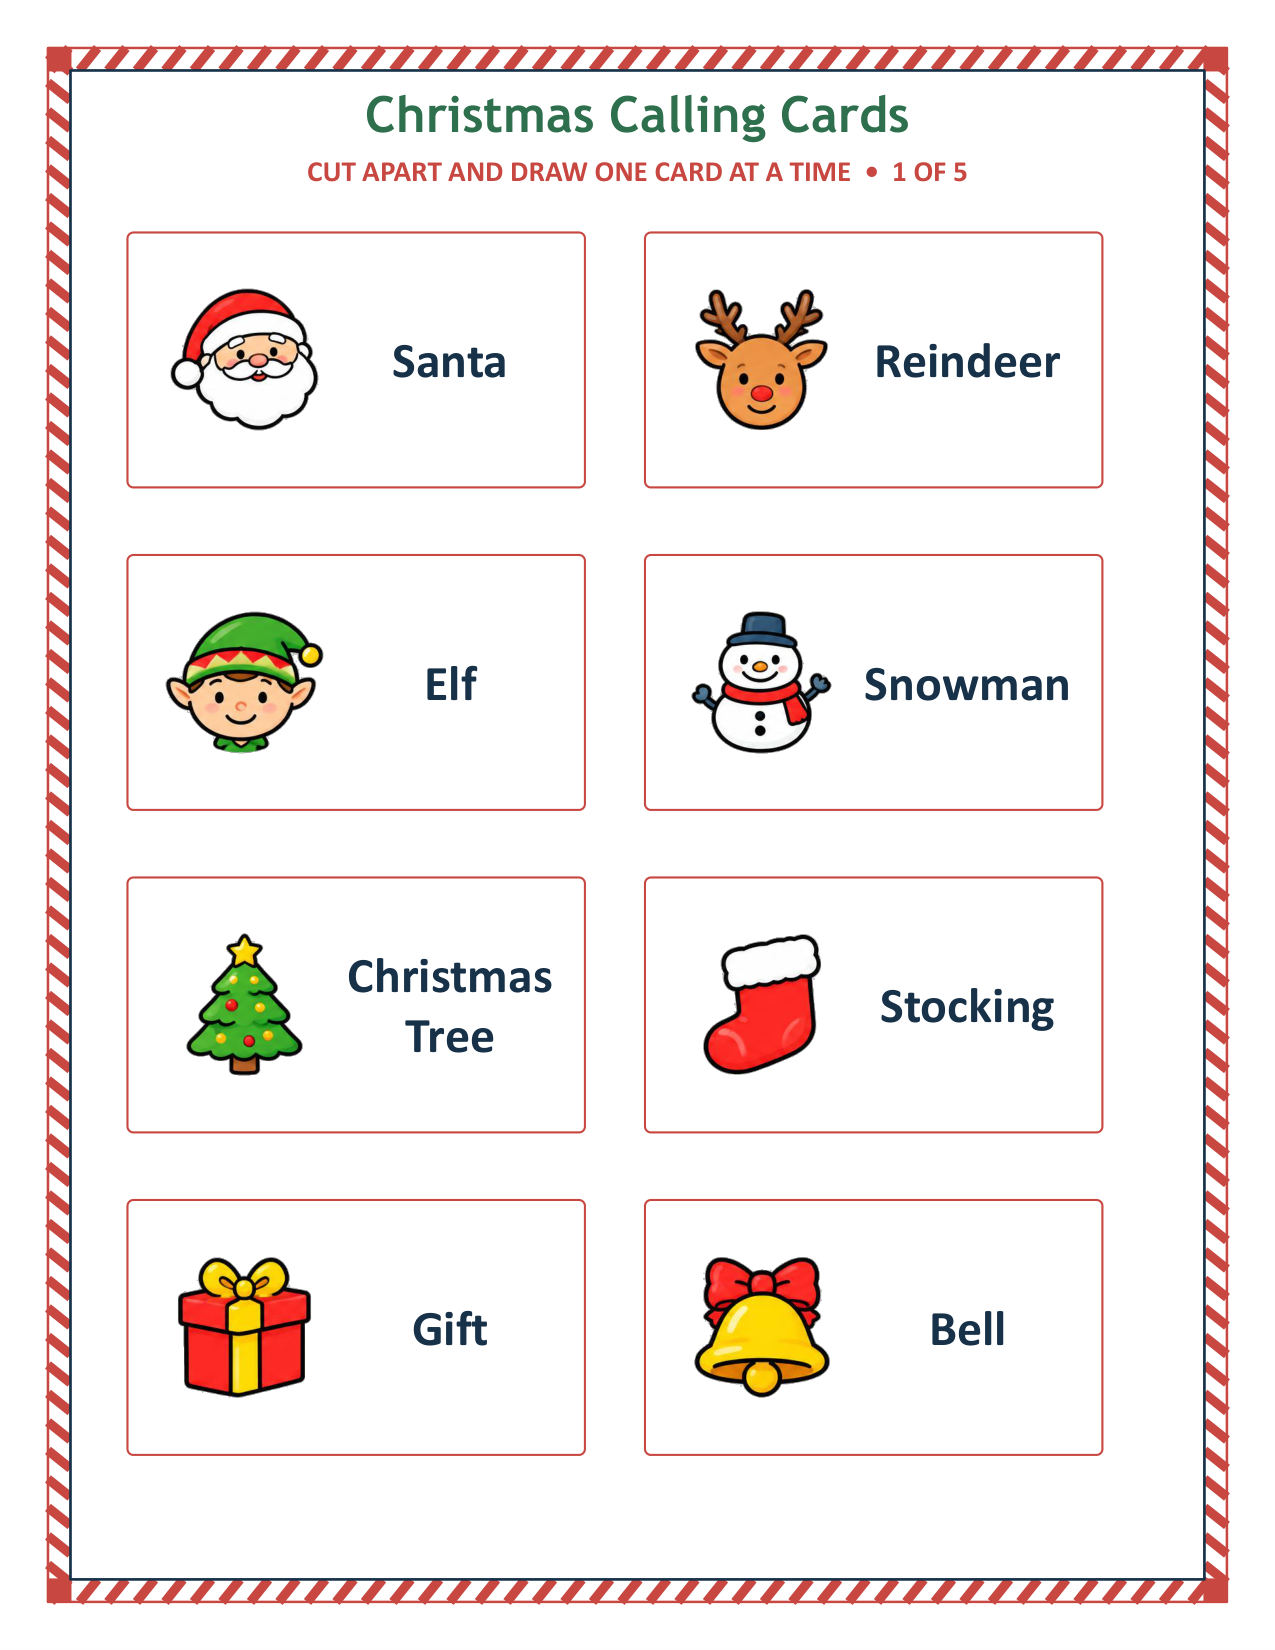 Christmas Calling Cards
CUT APART AND DRAW ONE CARD AT A TIME • 1 OF 5
Santa
Reindeer
Elf
Snowman
Christmas
Tree
Stocking
Gift
Bell